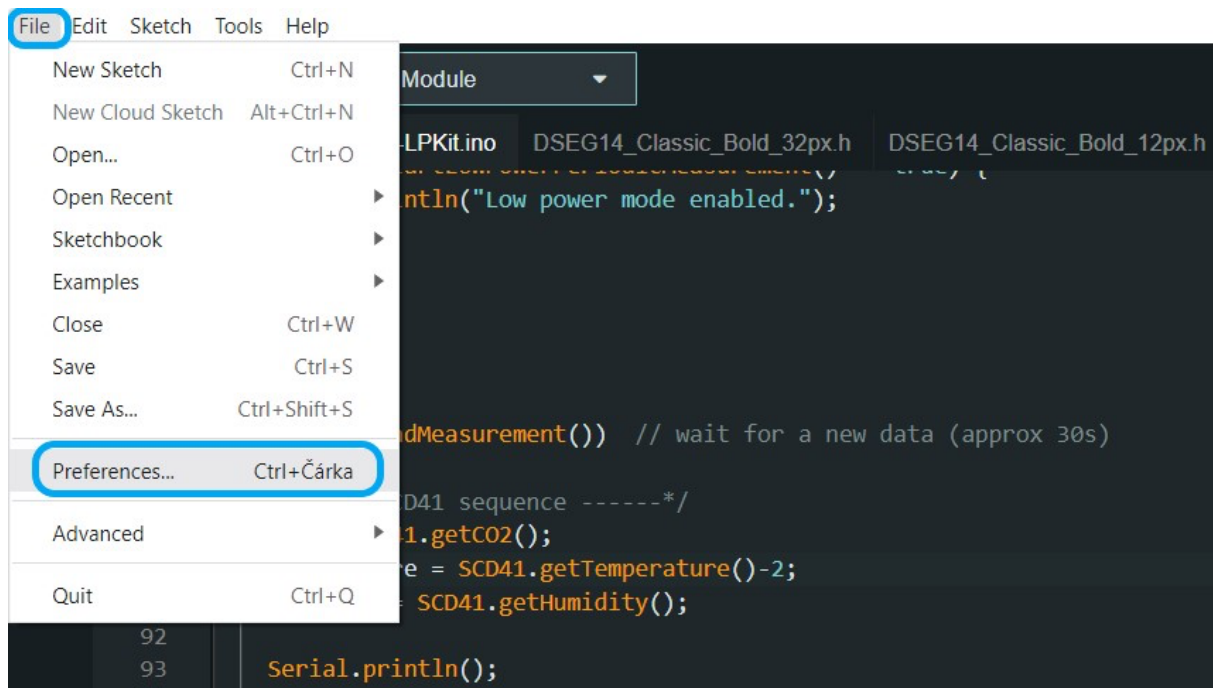 File Edit Sketch Tools Help
New Sketch Ctrl+N
New Cloud Sketch Alt+Ctrl+N
Open... Ctrl+O
Open Recent
Sketchbook
Examples
Close Ctrl+W
Save Ctrl+S
Save As... Ctrl+Shift+S
Preferences... Ctrl+Čárka
Advanced
Quit Ctrl+Q
Module
-LPKit.ino DSEG14_Classic_Bold_32px.h DSEG14_Classic_Bold_12px.h
ntln("Low power mode enabled.");
dMeasurement()) // wait for a new data (approx 30s)
CD41 sequence ------*/
1.getCO2();
e = SCD41.getTemperature()-2;
= SCD41.getHumidity();
92
93 Serial.println();